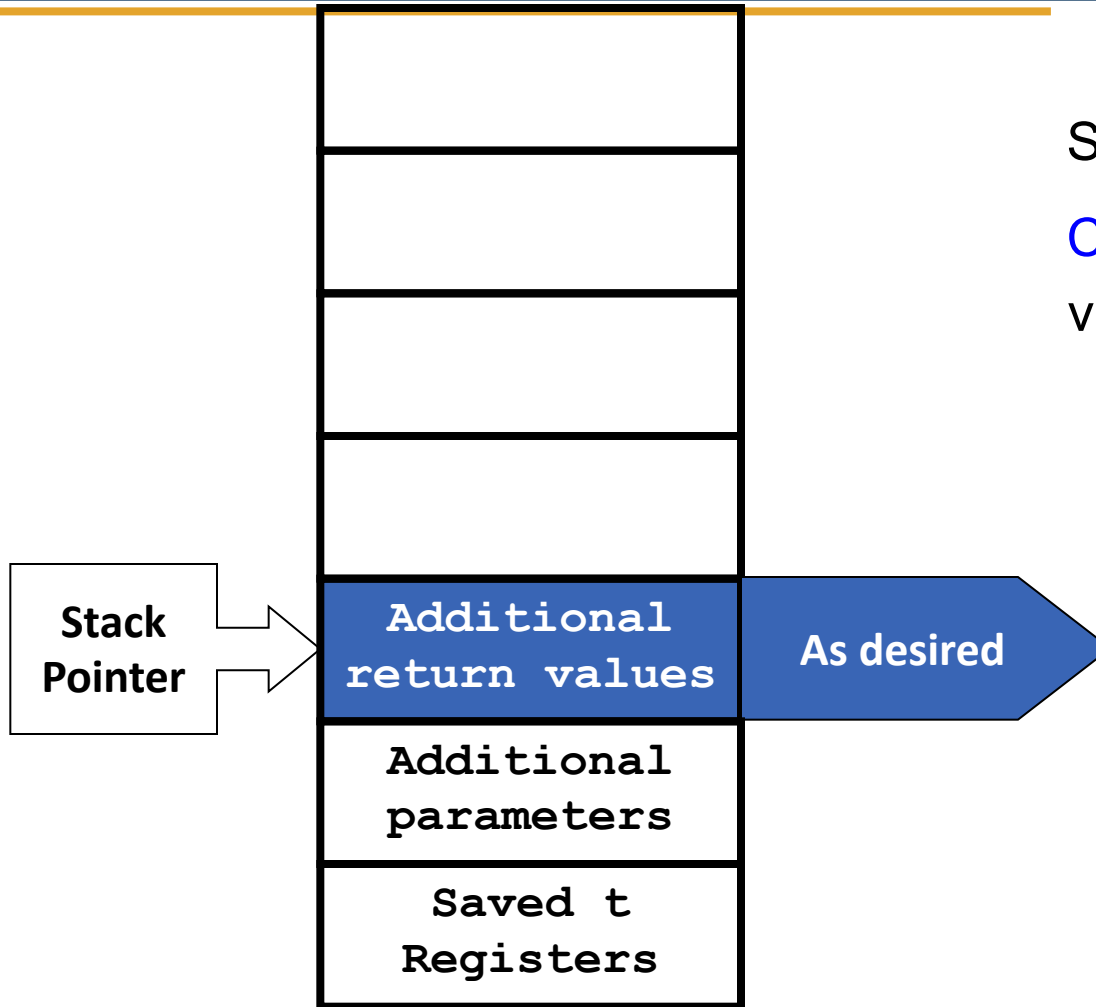 S
C
v
Stack
Pointer
Additional
return values
As desired
Additional
parameters
Saved t
Registers